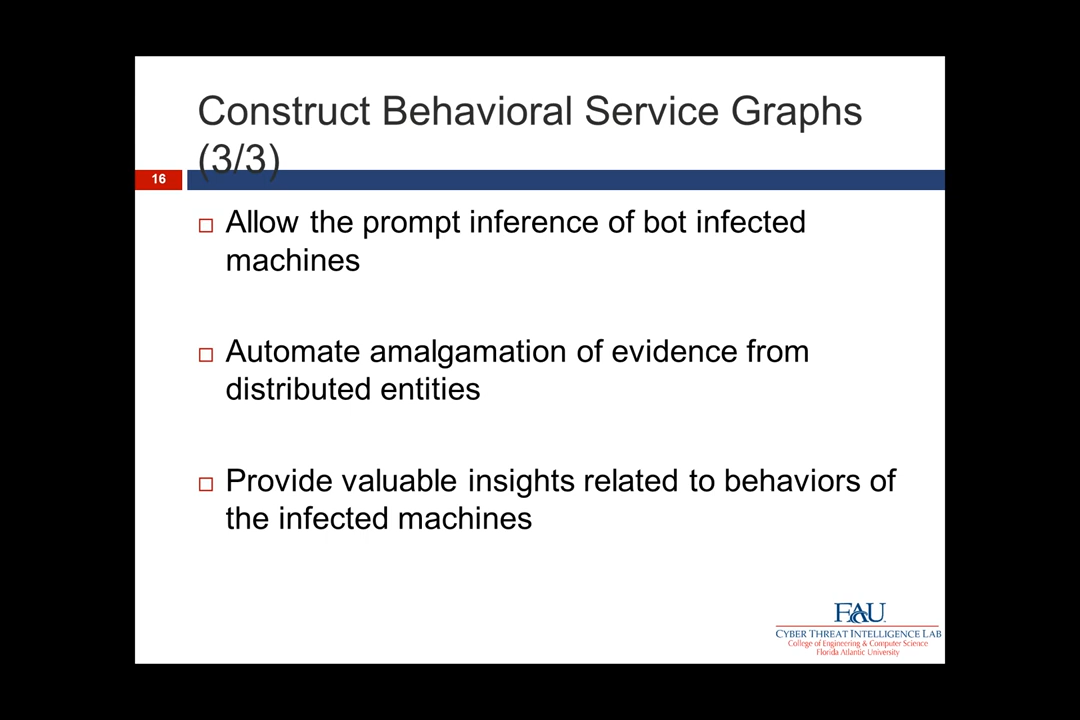 Construct Behavioral Service Graphs
(3/3)
16
Allow the prompt inference of bot infected
machines
Automate amalgamation of evidence from
distributed entities
Provide valuable insights related to behaviors of
the infected machines
FAU
CYBER THREAT INTELLIGENCE LAB
College of Engineering & Computer Science
Florida Atlantic University